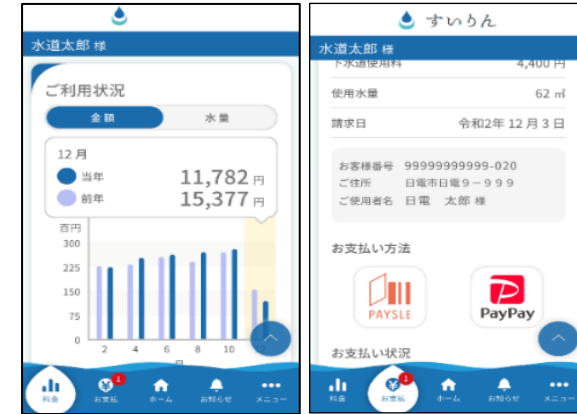 水道太郎 様
ご利用状況
金額
水量
12 月
当年 11,782 円
前年 15,377 円
百円
300
225
150
75
0
2 4 6 8 10
月
料金
1
お支払
ホーム
お知らせ
メニュー
すいりん
水道太郎 様
下水道使用料 4,400 円
使用水量 62 ㎥
請求日 令和2年 12 月 3 日
お客様番号 99999999999-020
ご住所 日電市日電9－９９９
ご使用者名 日電 太郎 様
お支払い方法
PAYSLE
PayPay
お支払い状況
料金
1
お支払
ホーム
お知らせ
メニュー